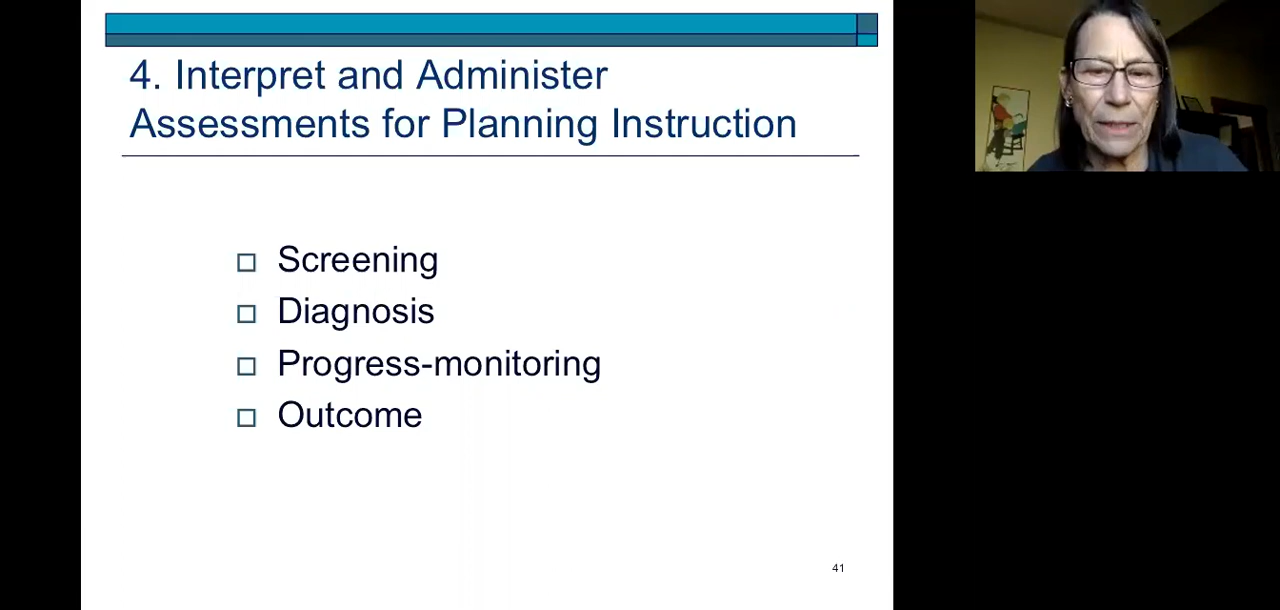 4. Interpret and Administer
Assessments for Planning Instruction
Screening
Diagnosis
Progress-monitoring
Outcome
41